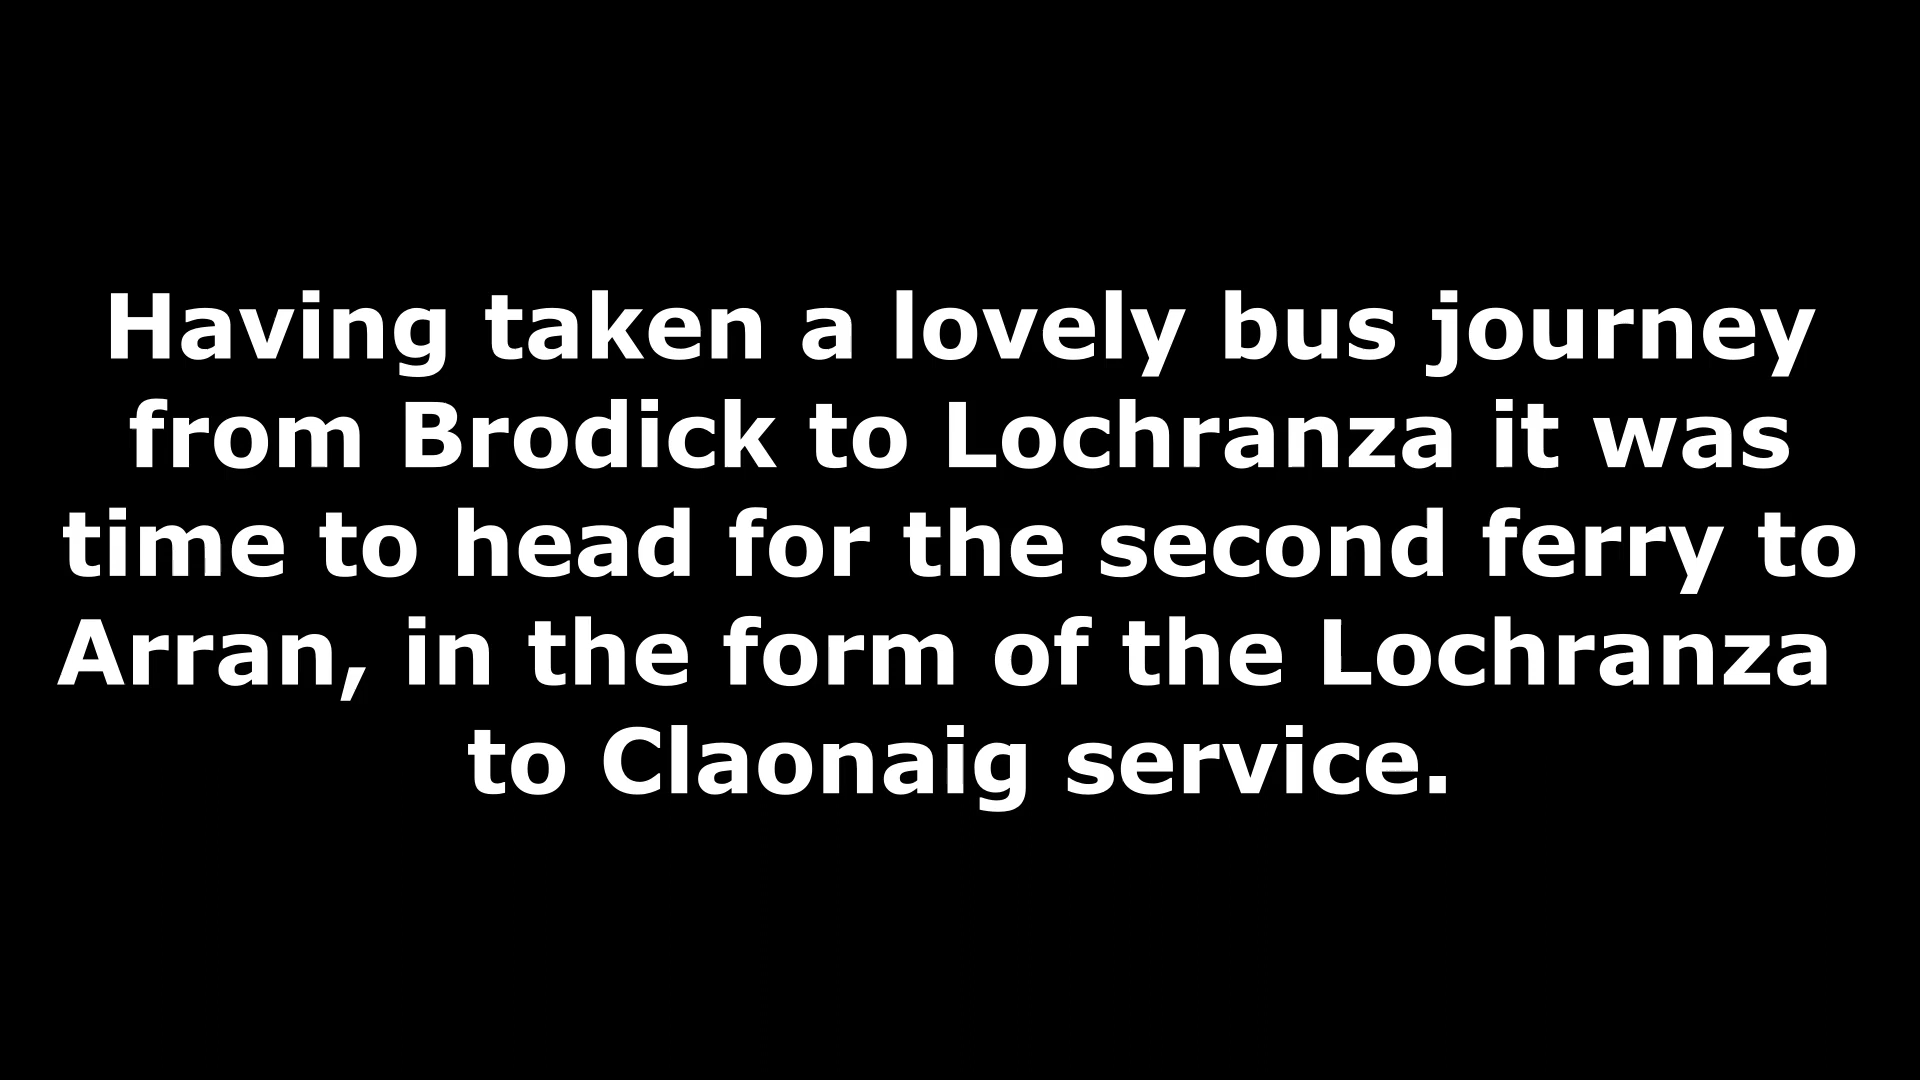 Having taken a lovely bus journey
from Brodick to Lochranza it was
time to head for the second ferry to
Arran, in the form of the Lochranza
to Claonaig service.